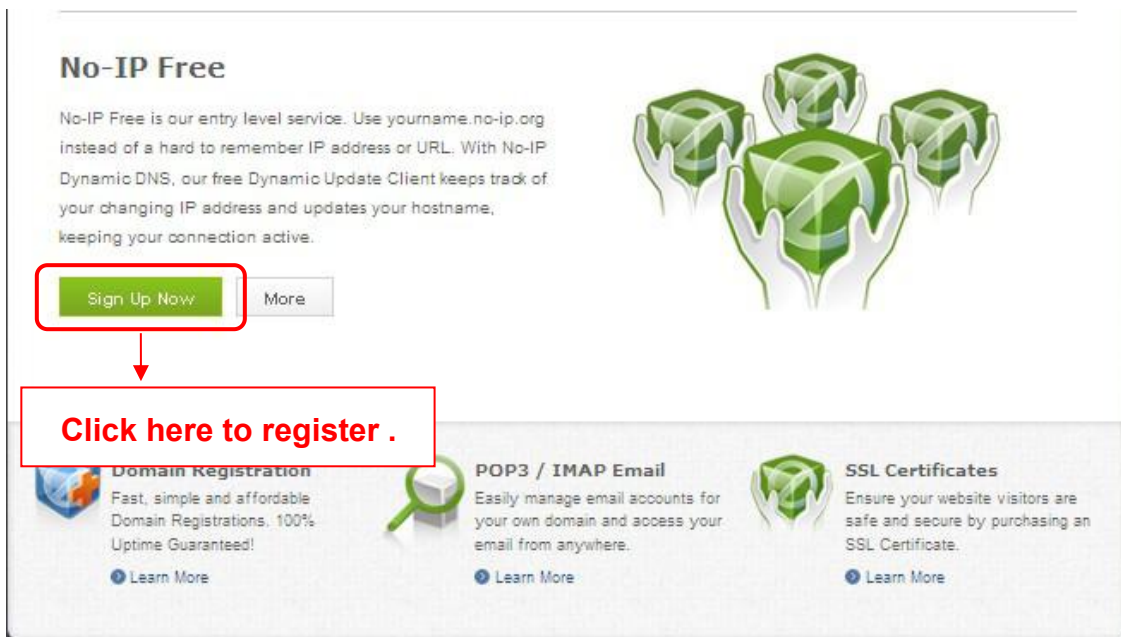 No-IP Free
No-IP Free is our entry level service. Use yourname.no-ip.org
instead of a hard to remember IP address or URL. With No-IP
Dynamic DNS, our free Dynamic Update Client keeps track of
your changing IP address and updates your hostname,
keeping your connection active.
Sign Up Now
More
Click here to register .
Domain Registration
Fast, simple and affordable
Domain Registrations. 100%
Uptime Guaranteed!
Learn More
POP3 / IMAP Email
Easily manage email accounts for
your own domain and access your
email from anywhere.
Learn More
SSL Certificates
Ensure your website visitors are
safe and secure by purchasing an
SSL Certificate.
Learn More